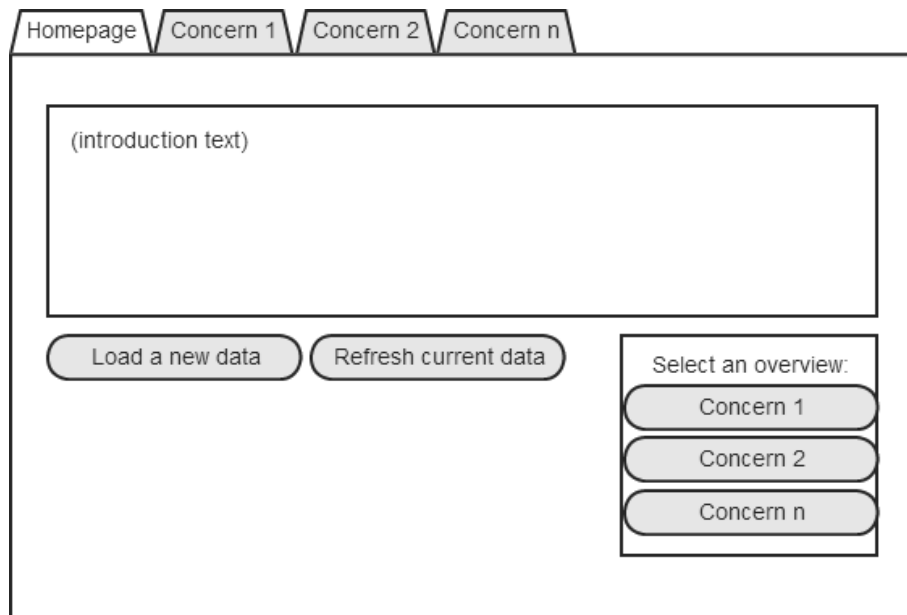 Homepage
Concern 1
Concern 2
Concern n
(introduction text)
Load a new data
Refresh current data
Select an overview:
Concern 1
Concern 2
Concern n